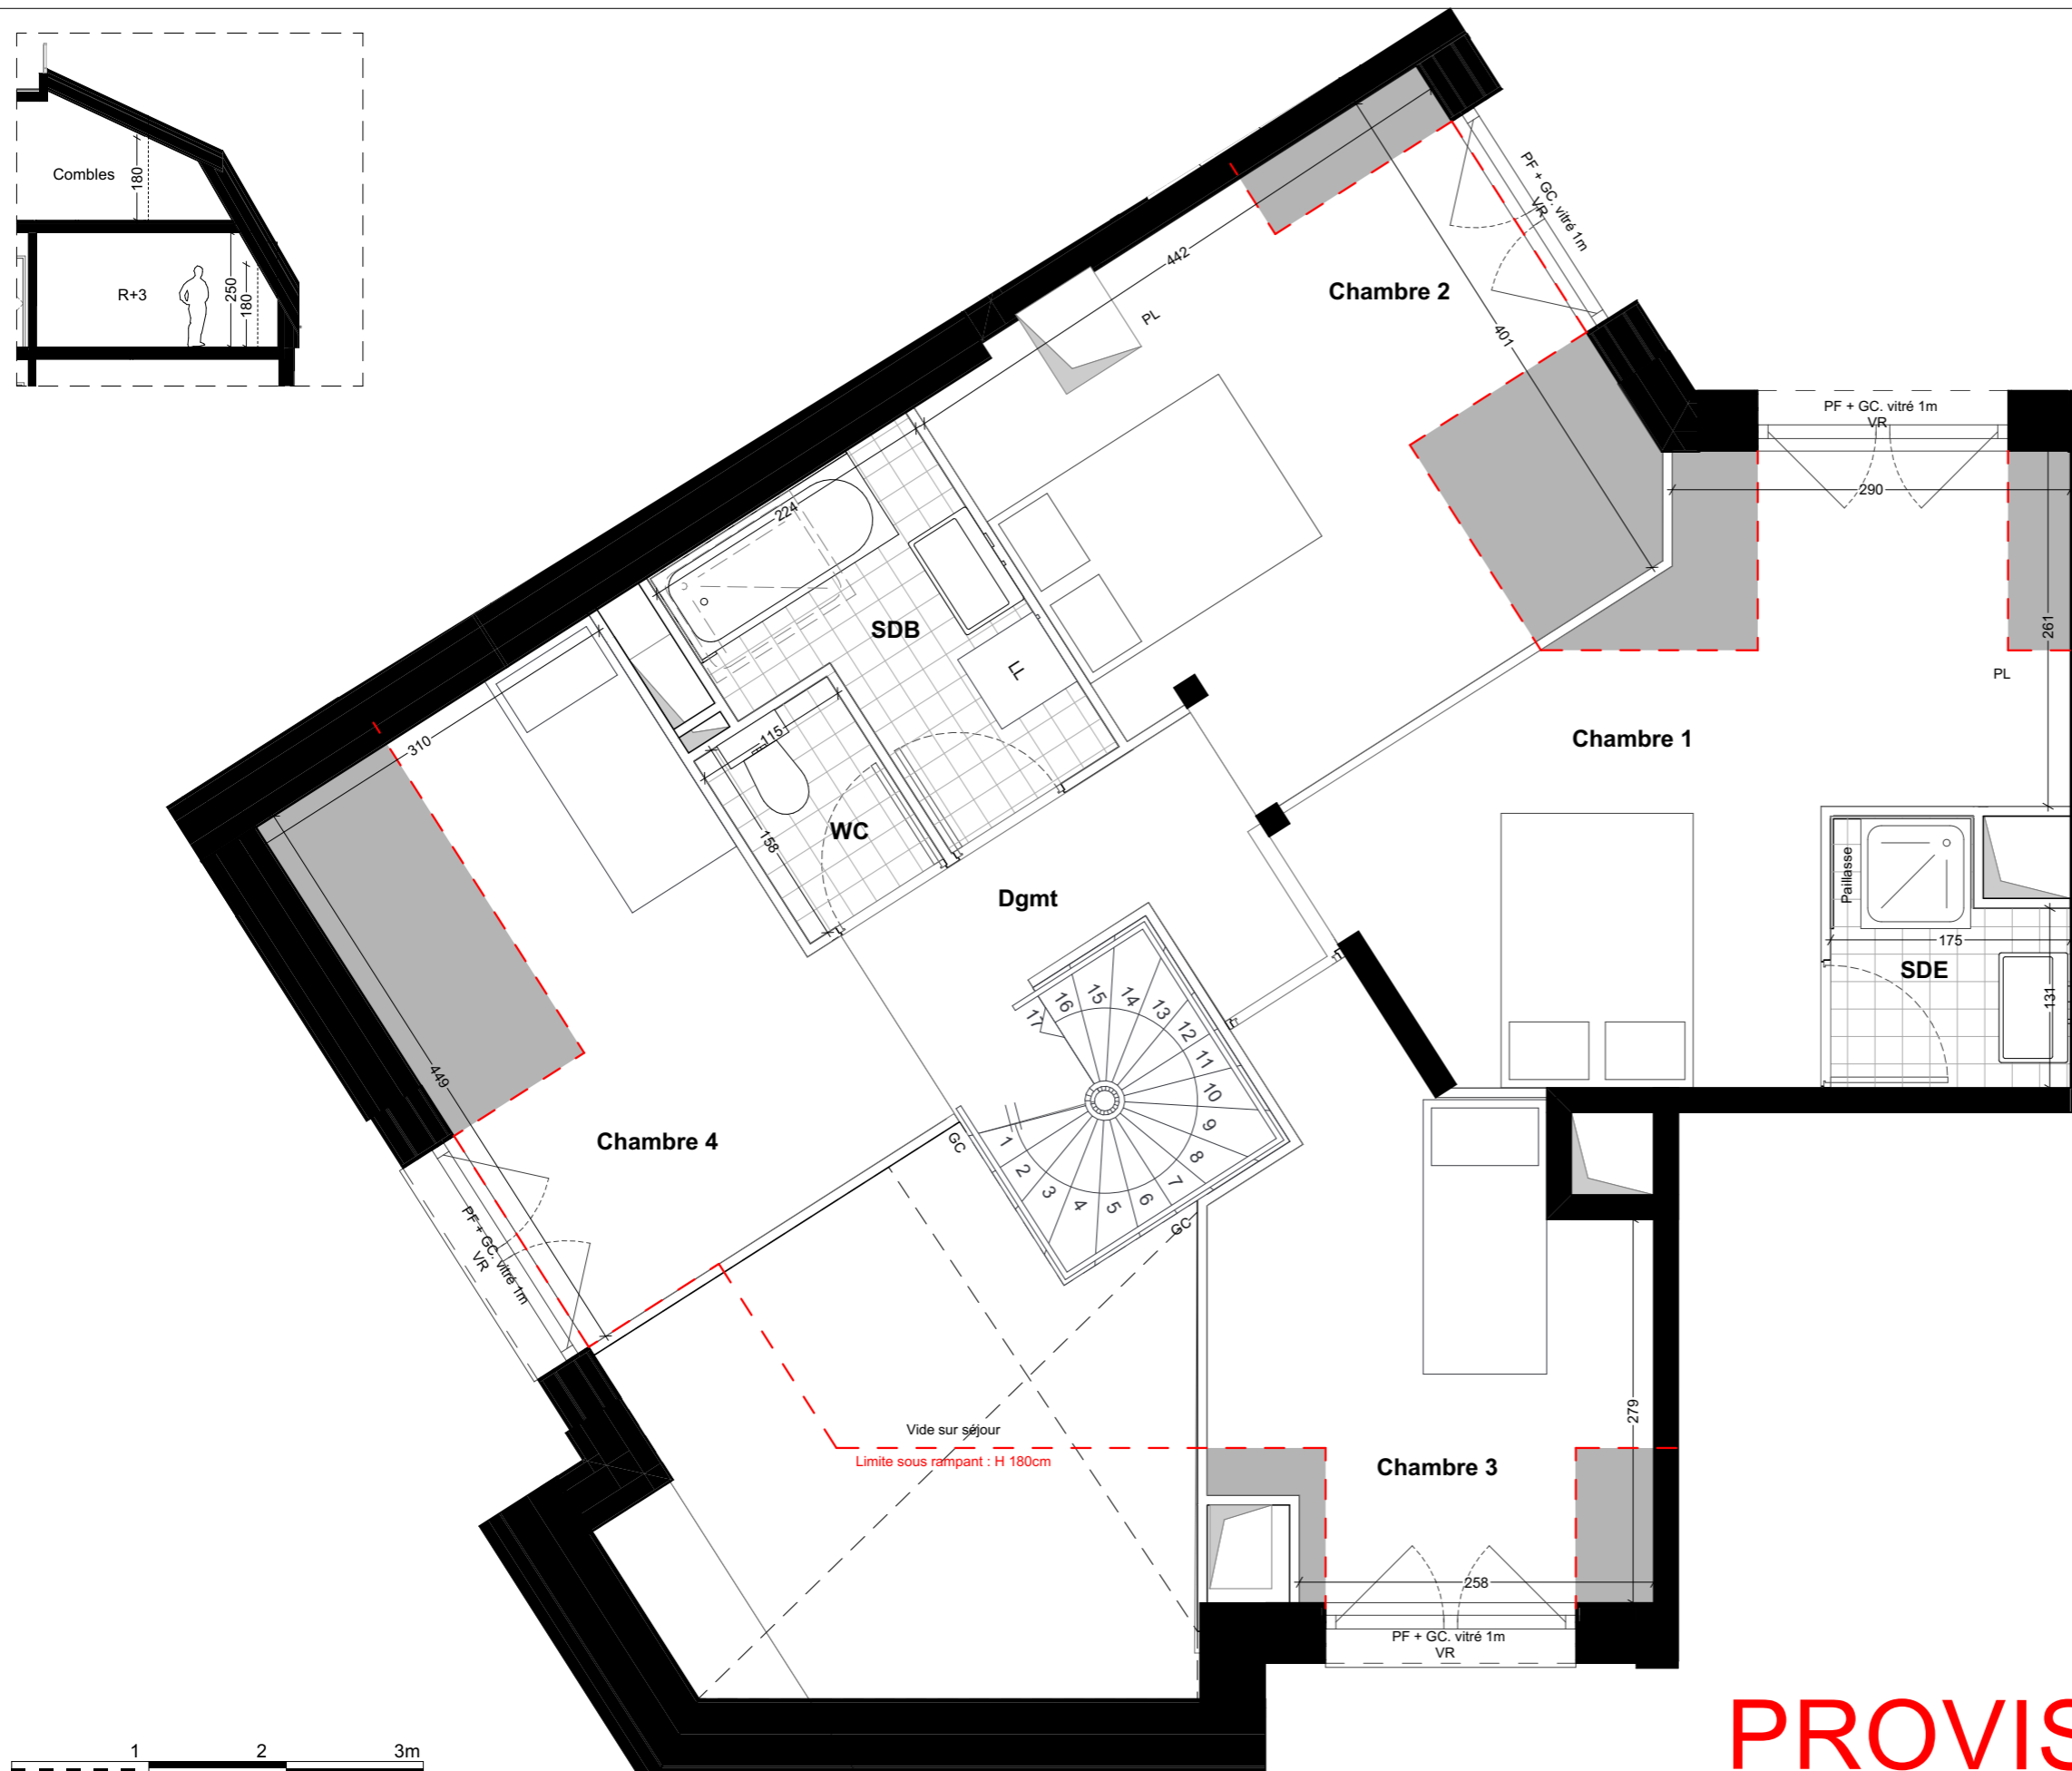 Combles
180
R+3
250
180
PF + GC. vitré 1m
VR
442
Chambre 2
PL
401
PF + GC. vitré 1m
VR
290
224
SDB
LL
261
PL
310
115
Chambre 1
158
WC
Paillasse
Dgmt
175
SDE
131
449
Chambre 4
1
2
3
4
5
6
7
8
9
10
11
12
13
14
15
16
17
GC
GC
PF + GC. vitré 1m
VR
Vide sur séjour
Limite sous rampant : H 180cm
279
Chambre 3
258
PF + GC. vitré 1m
VR
1
2
3m
PROVIS